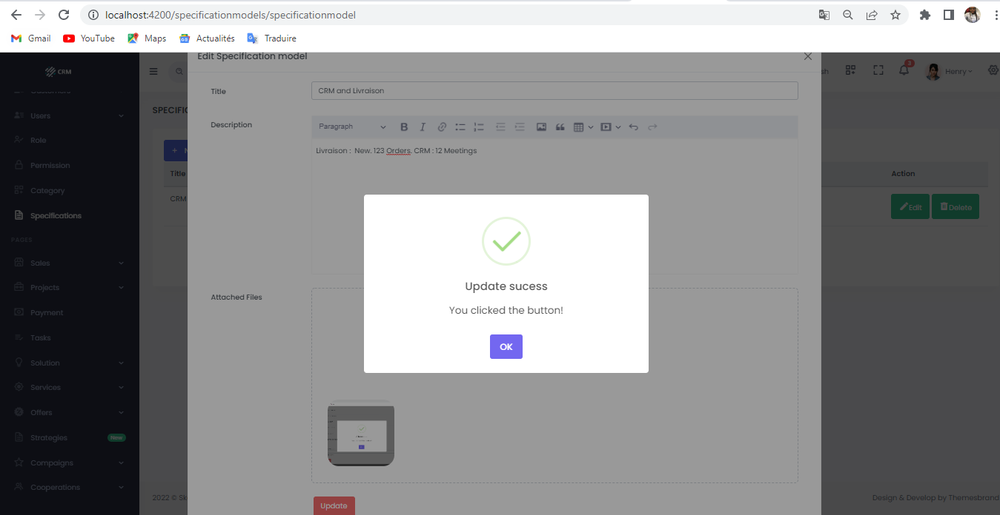 localhost:4200/specificationmodels/specificationmodel
Gmail YouTube Maps Actualités Traduire
CRM
Users
Role
Permission
Category
Specifications
PAGES
Sales
Projects
Payment
Tasks
Solution
Services
Offers
Strategies New
Campaigns
Cooperations
Henry
SPECIFIC
Title
CRM
Action
Edit Delete
Edit Specification model
Title CRM and Livraison
Description Paragraph
Livraison : New. 123 Orders. CRM : 12 Meetings
Attached Files
Update sucess
You clicked the button!
OK
Update
2022 © Sk
Design & Develop by Themesbrand